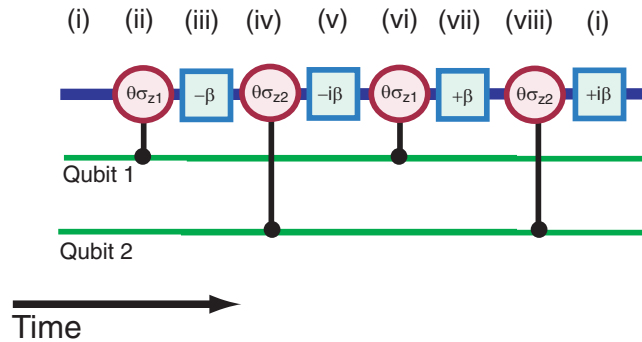 (i) (ii) (iii) (iv) (v) (vi) (vii) (viii) (i)
θσz1 −β θσz2 −iβ θσz1 +β θσz2 +iβ
Qubit 1
Qubit 2
Time